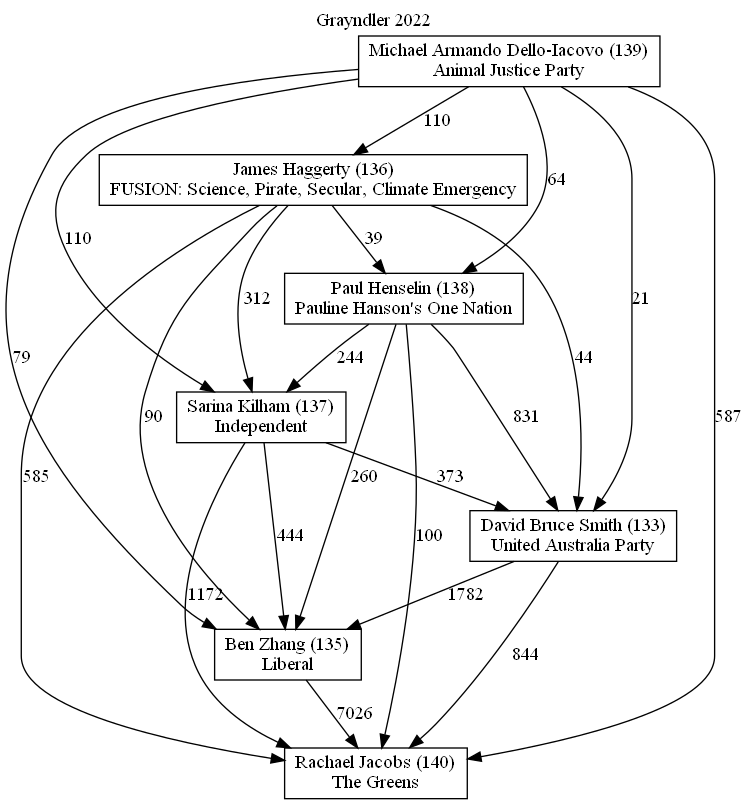 Grayndler 2022
Michael Armando Dello-Iacovo (139)
Animal Justice Party
110
James Haggerty (136)
FUSION: Science, Pirate, Secular, Climate Emergency
64
110
39
312
Paul Henselin (138)
Pauline Hanson's One Nation
21
79
244
44
Sarina Kilham (137)
Independent
90
831
587
585
260
373
David Bruce Smith (133)
United Australia Party
444
100
1172
1782
Ben Zhang (135)
Liberal
844
7026
Rachael Jacobs (140)
The Greens